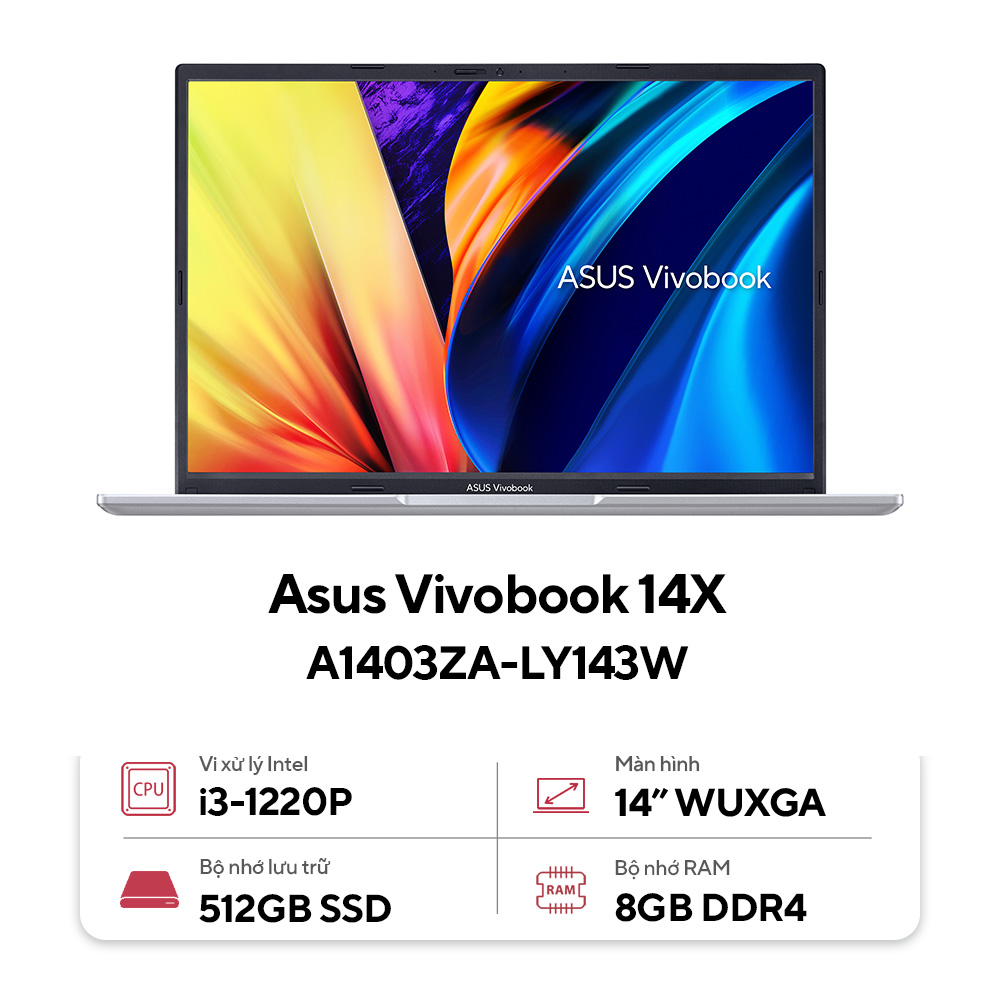 ASUS Vivobook
ASUS Vivobook
Asus Vivobook 14X
A1403ZA-LY143W
CPU
Vi xử lý Intel
i3-1220P
Màn hình
14” WUXGA
Bộ nhớ lưu trữ
512GB SSD
RAM
Bộ nhớ RAM
8GB DDR4